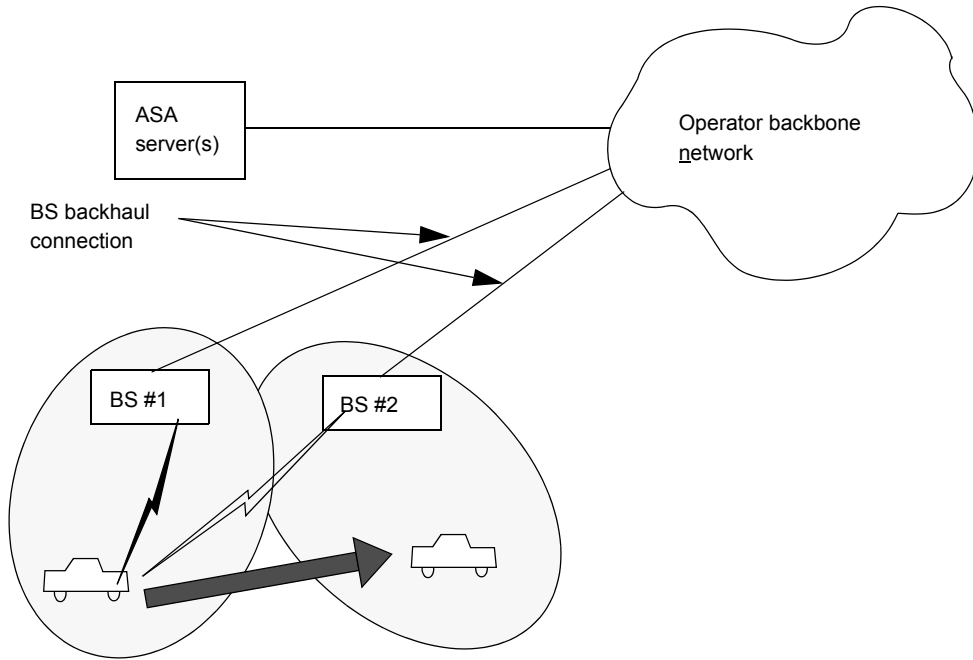 ASA
server(s)
Operator backbone
network
BS backhaul
connection
BS #1
BS #2